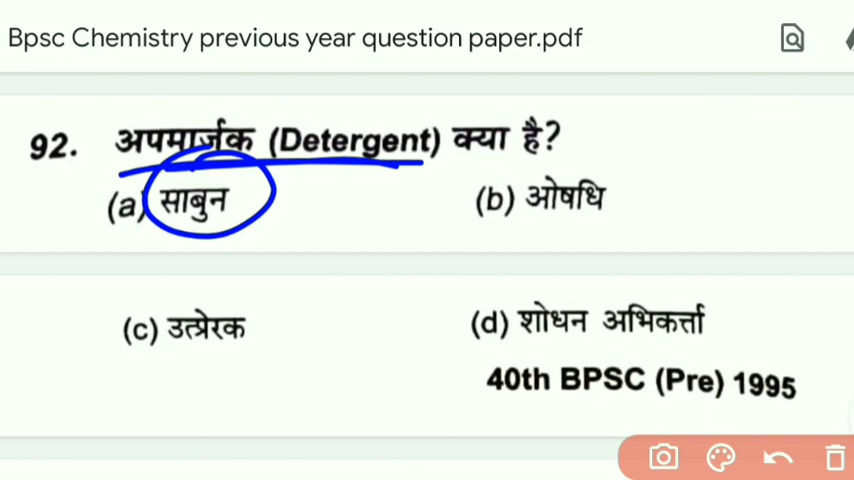 Bpsc Chemistry previous year question paper.pdf
92. अपमार्जक (Detergent) क्या है?
(a) साबुन (b) ओषधि
(c) उत्प्रेरक (d) शोधन अभिकर्त्ता
40th BPSC (Pre) 1995